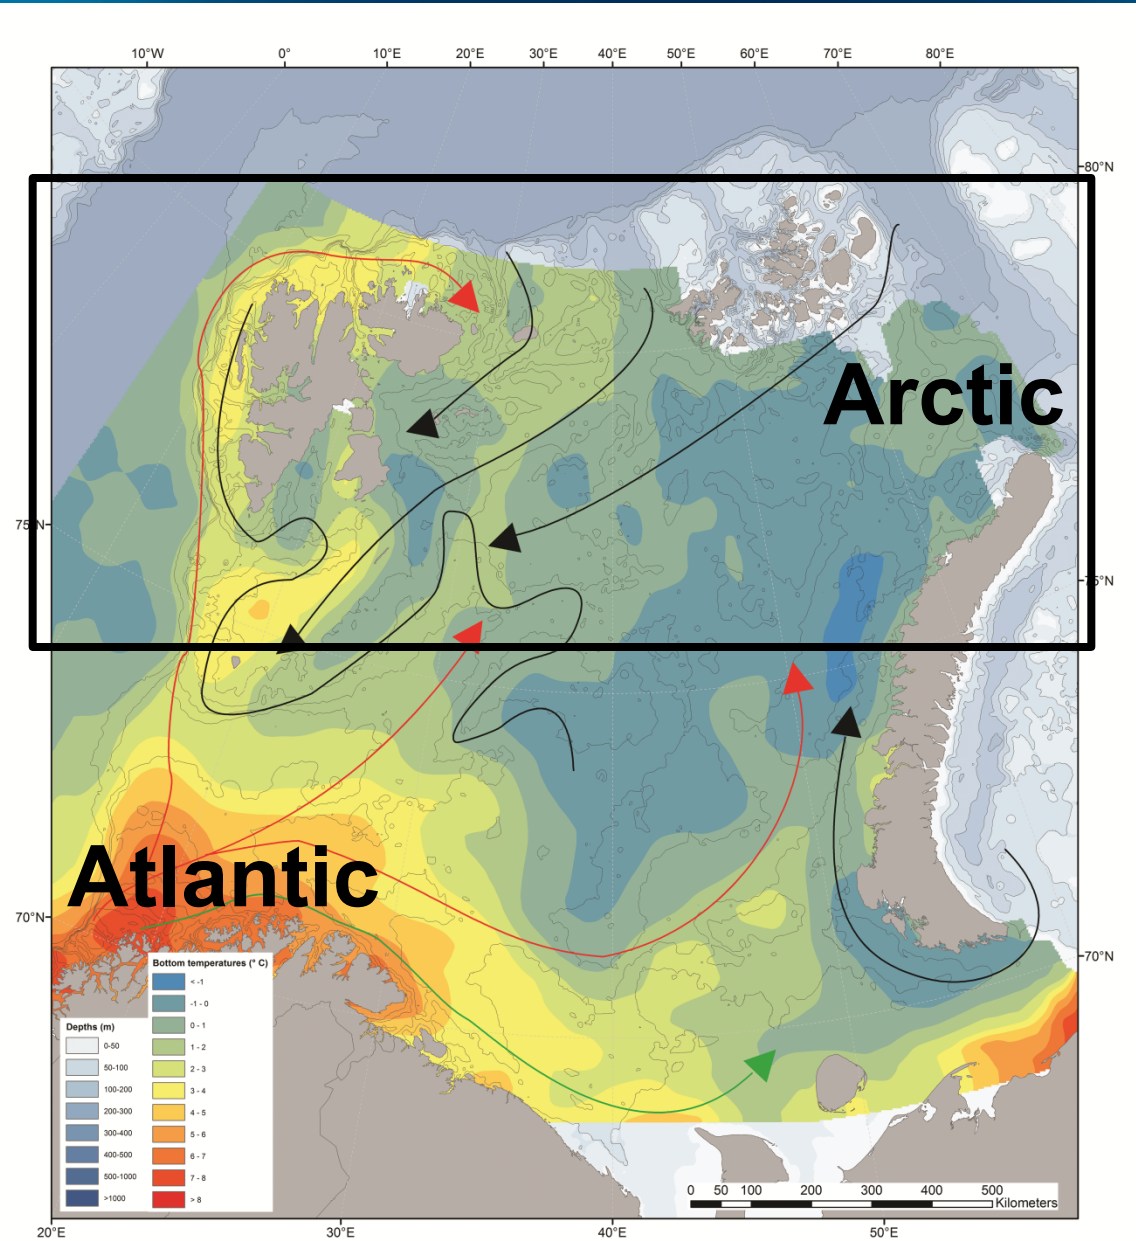 10°W 0° 10°E 20°E 30°E 40°E 50°E 60°E 70°E 80°E
80°N
Arctic
75°N
75°N
Atlantic
70°N
70°N
Bottom temperatures (° C)
< -1
-1 - 0
0 - 1
1 - 2
2 - 3
3 - 4
4 - 5
5 - 6
6 - 7
7 - 8
> 8
Depths (m)
0-50
50-100
100-200
200-300
300-400
400-500
500-1000
>1000
0 50 100 200 300 400 500
Kilometers
20°E 30°E 40°E 50°E